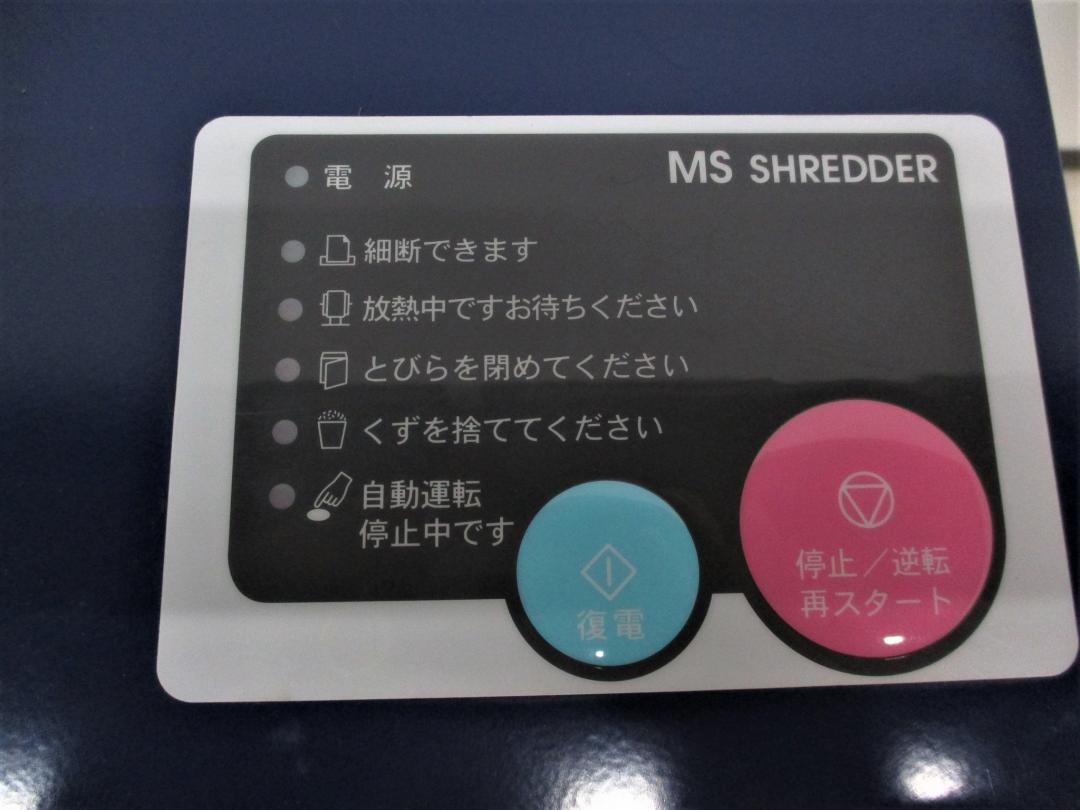 電 源
MS SHREDDER
細断できます
放熱中ですお待ちください
とびらを閉めてください
くずを捨ててください
自動運転
停止中です
復電
停止／逆転
再スタート